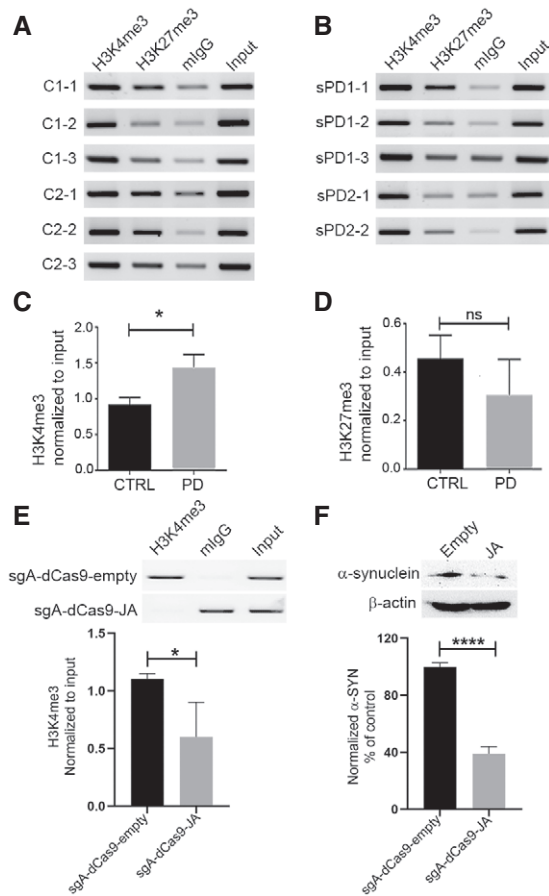 A
H3K4me3 H3K27me3 mIgG Input
C1-1
C1-2
C1-3
C2-1
C2-2
C2-3
B
H3K4me3 H3K27me3 mIgG Input
sPD1-1
sPD1-2
sPD1-3
sPD2-1
sPD2-2
C
H3K4me3
normalized to input
2.0
1.5
1.0
0.5
0.0
*
CTRL PD
D
H3K27me3
normalized to input
0.6
0.4
0.2
0.0
ns
CTRL PD
E
H3K4me3 mIgG Input
sgA-dCas9-empty
sgA-dCas9-JA
H3K4me3
Normalized to input
1.5
1.0
0.5
0.0
*
sgA-dCas9-empty
sgA-dCas9-JA
F
Empty JA
α-synuclein
β-actin
Normalized α-SYN
% of control
120
80
40
0
****
sgA-dCas9-empty
sgA-dCas9-JA